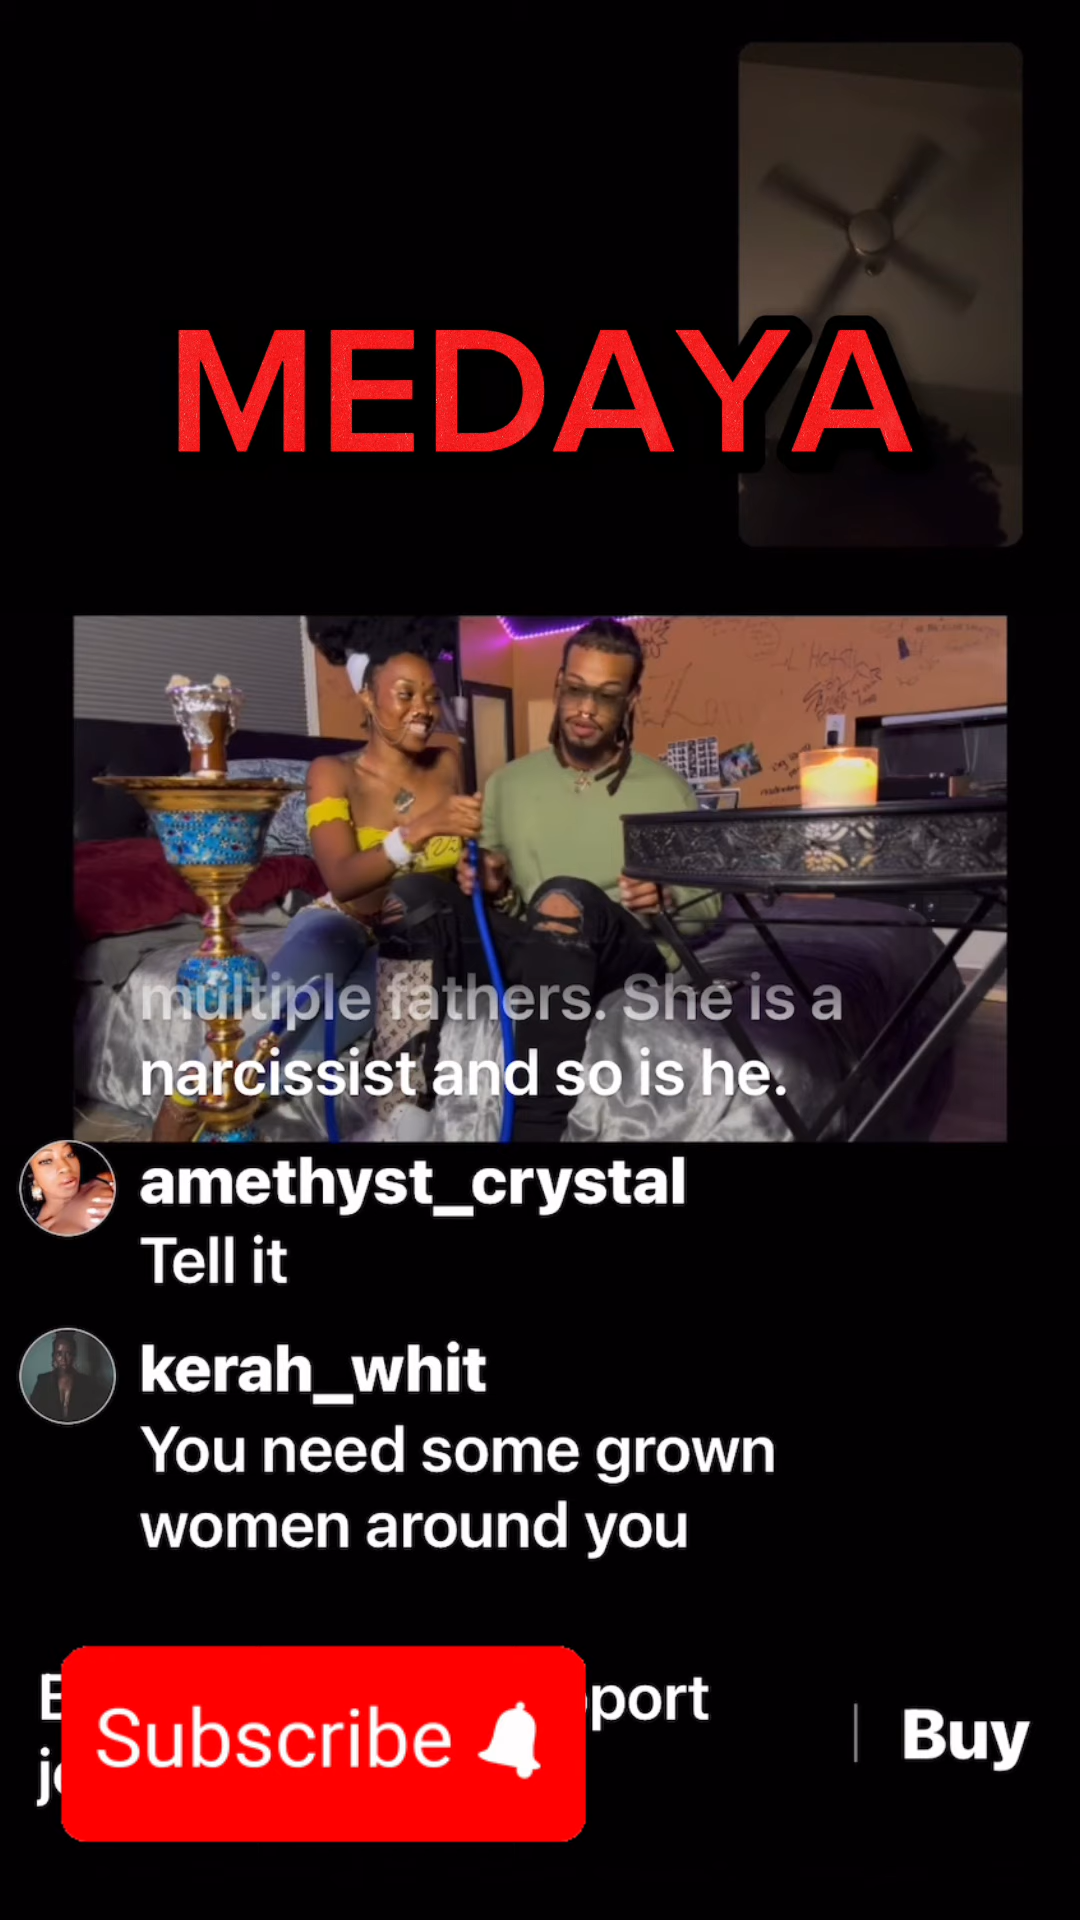 MEDAYA
multiple fathers. She is a
narcissist and so is he.
amethyst_crystal
Tell it
kerah_whit
You need some grown
women around you
Subscribe
Buy